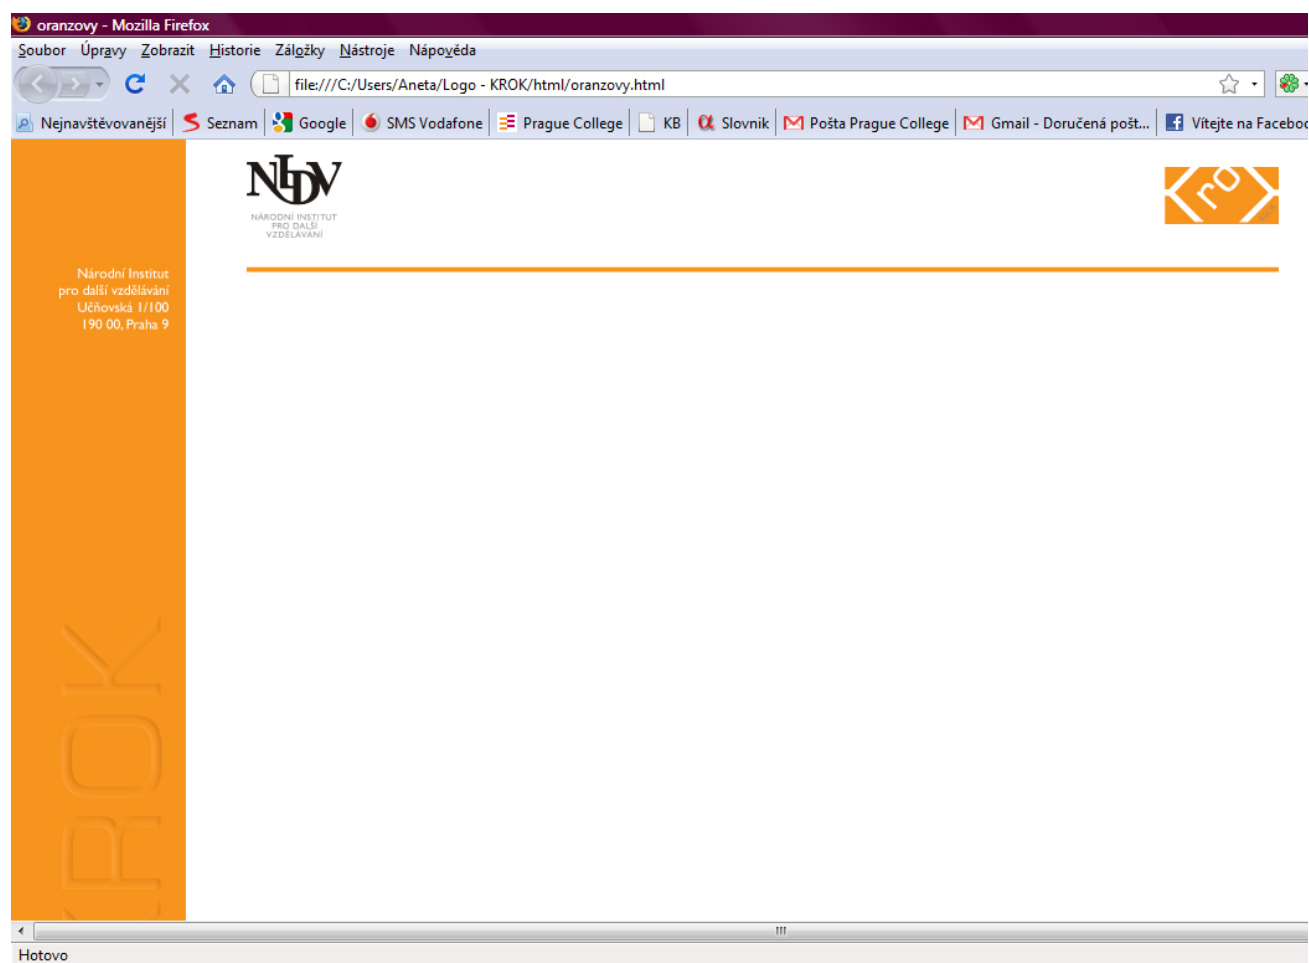 oranzovy - Mozilla Firefox
Soubor Úpravy Zobrazit Historie Záložky Nástroje Nápověda
file:///C:/Users/Aneta/Logo - KROK/html/oranzovy.html
Nejnavštěvovanější Seznam Google SMS Vodafone Prague College KB Slovnik Pošta Prague College Gmail - Doručená pošt... Vítejte na Faceboo
NIDV
NÁRODNÍ INSTITUT
PRO DALŠÍ
VZDĚLÁVÁNÍ
Kro
Národní Institut
pro další vzdělávání
Učňovská 1/100
190 00, Praha 9
KROK
Hotovo